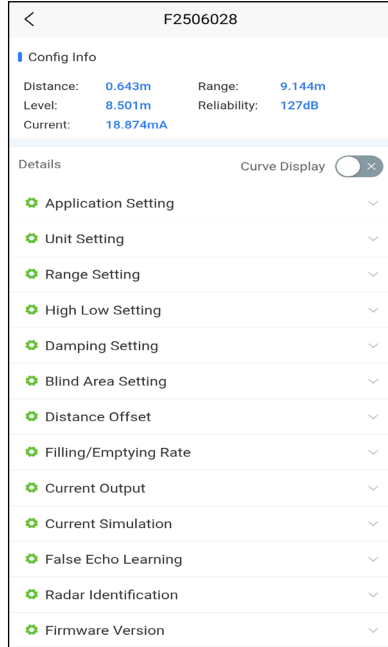 F2506028
Config Info
Distance: 0.643m Range: 9.144m
Level: 8.501m Reliability: 127dB
Current: 18.874mA
Details Curve Display
Application Setting
Unit Setting
Range Setting
High Low Setting
Damping Setting
Blind Area Setting
Distance Offset
Filling/Emptying Rate
Current Output
Current Simulation
False Echo Learning
Radar Identification
Firmware Version